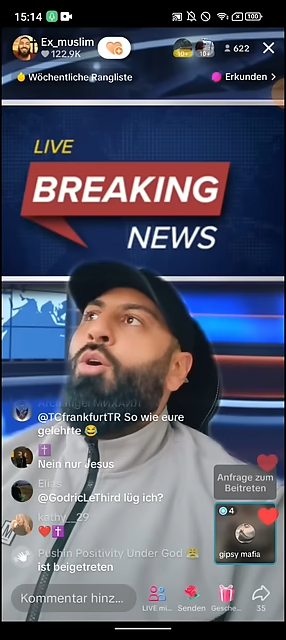 15:14
100
Ex_muslim
122.9K
10+
10+
622
Wöchentliche Rangliste
Erkunden
LIVE
BREAKING
NEWS
@TCfrankfurtTR So wie eure
gelehrte 😂
✝️
Nein nur Jesus
Elias
@GodricLeThird lüg ich?
kathy__29
❤️✝️
Pushin Positivity Under God
ist beigetreten
Anfrage zum
Beitreten
4
gipsy mafia
Kommentar hinz...
LIVE mi...
Senden
Gesche...
35